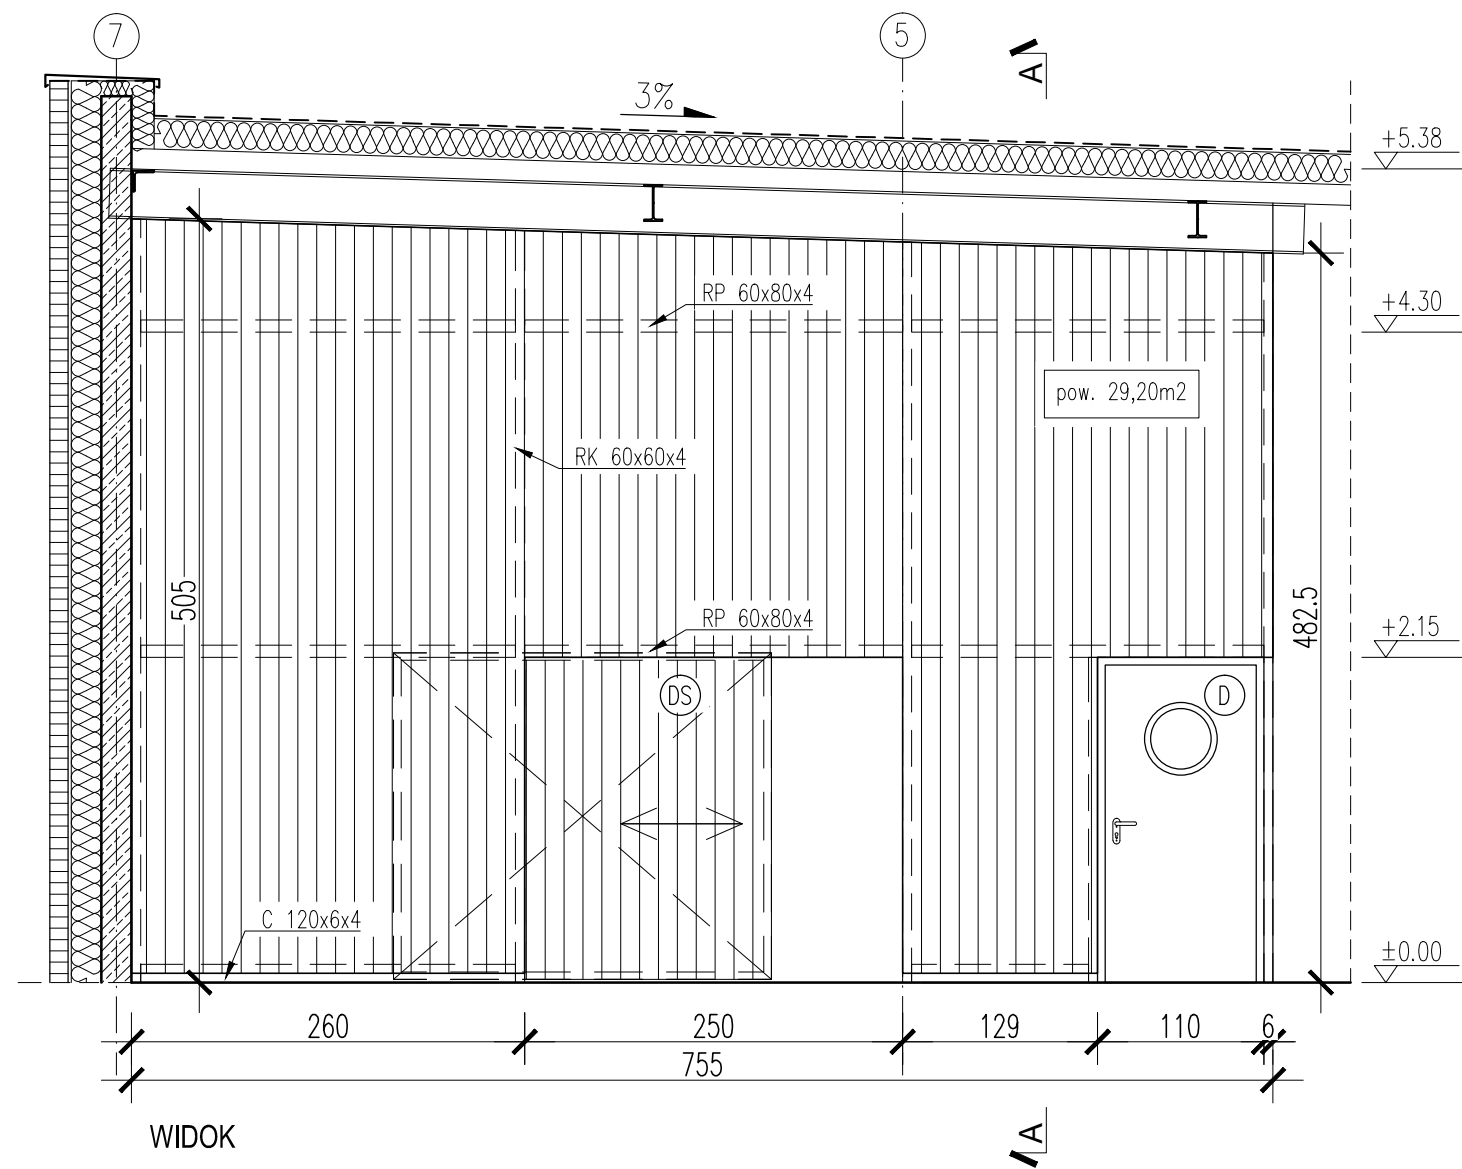 7
5
A
3%
+5.38
RP 60x80x4
+4.30
pow. 29,20m2
RK 60x60x4
505
482.5
RP 60x80x4
+2.15
DS
D
C 120x6x4
±0.00
260
250
129
110
6
755
WIDOK
A